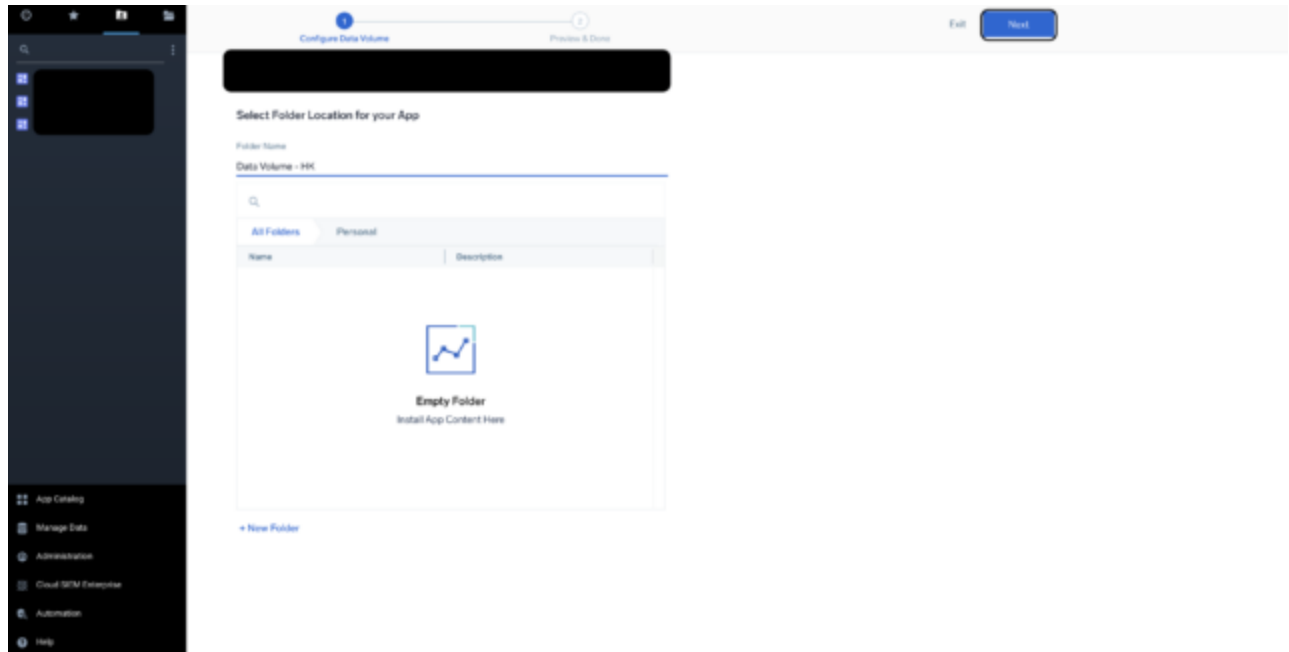 1
2
Configure Data Volume
Preview & Done
Exit
Next
Select Folder Location for your App
Folder Name
Data Volume - HK
All Folders
Personal
Name
Description
Empty Folder
Install App Content Here
+ New Folder
App Catalog
Manage Data
Administration
Cloud SIEM Enterprise
Automation
Help